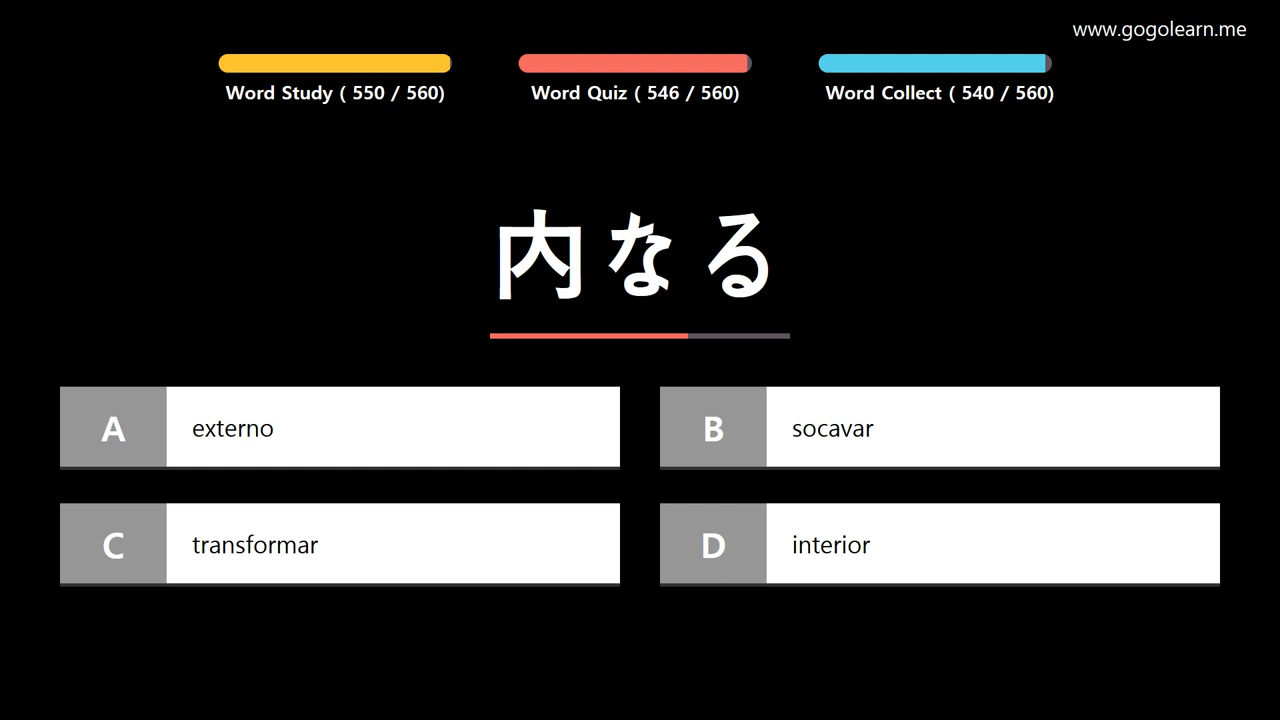 www.gogolearn.me
Word Study ( 550 / 560)
Word Quiz ( 546 / 560)
Word Collect ( 540 / 560)
内なる
A externo
B socavar
C transformar
D interior